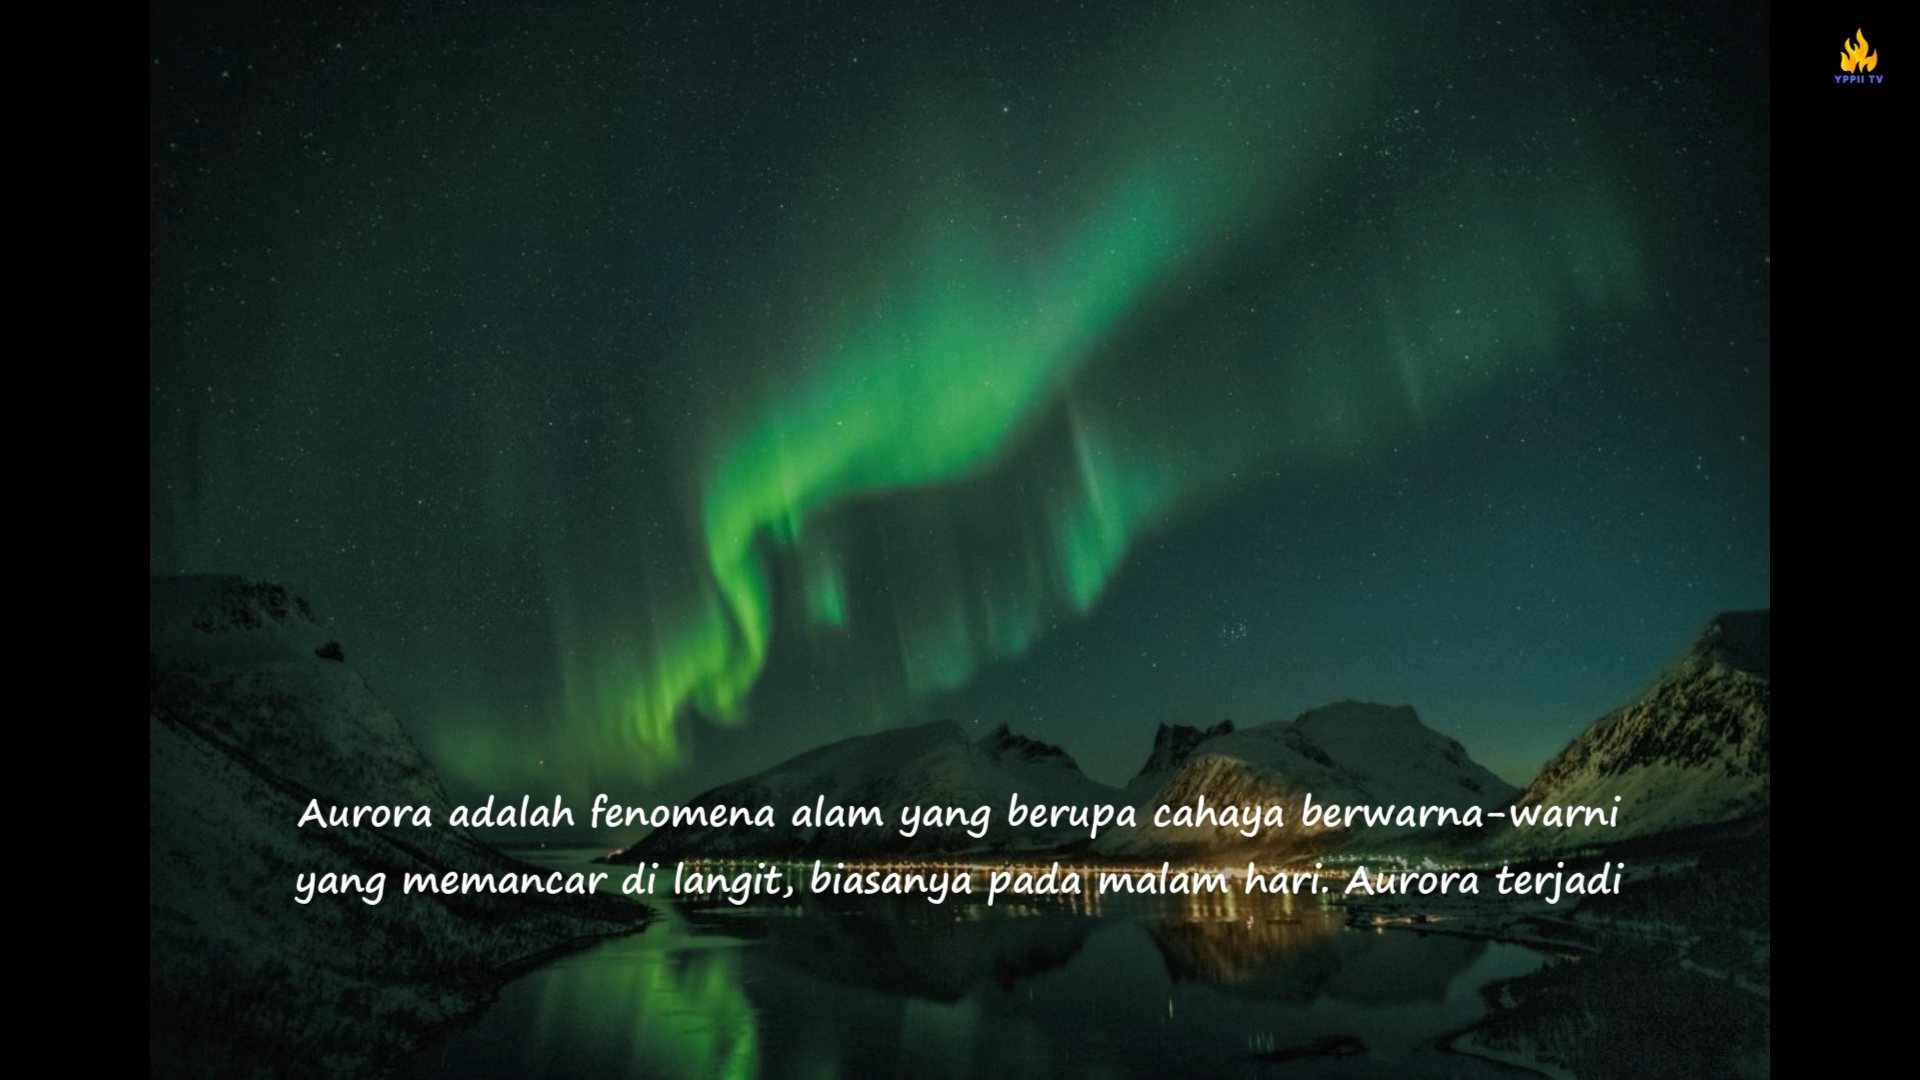 YPPII TV
Aurora adalah fenomena alam yang berupa cahaya berwarna-warni
yang memancar di langit, biasanya pada malam hari. Aurora terjadi